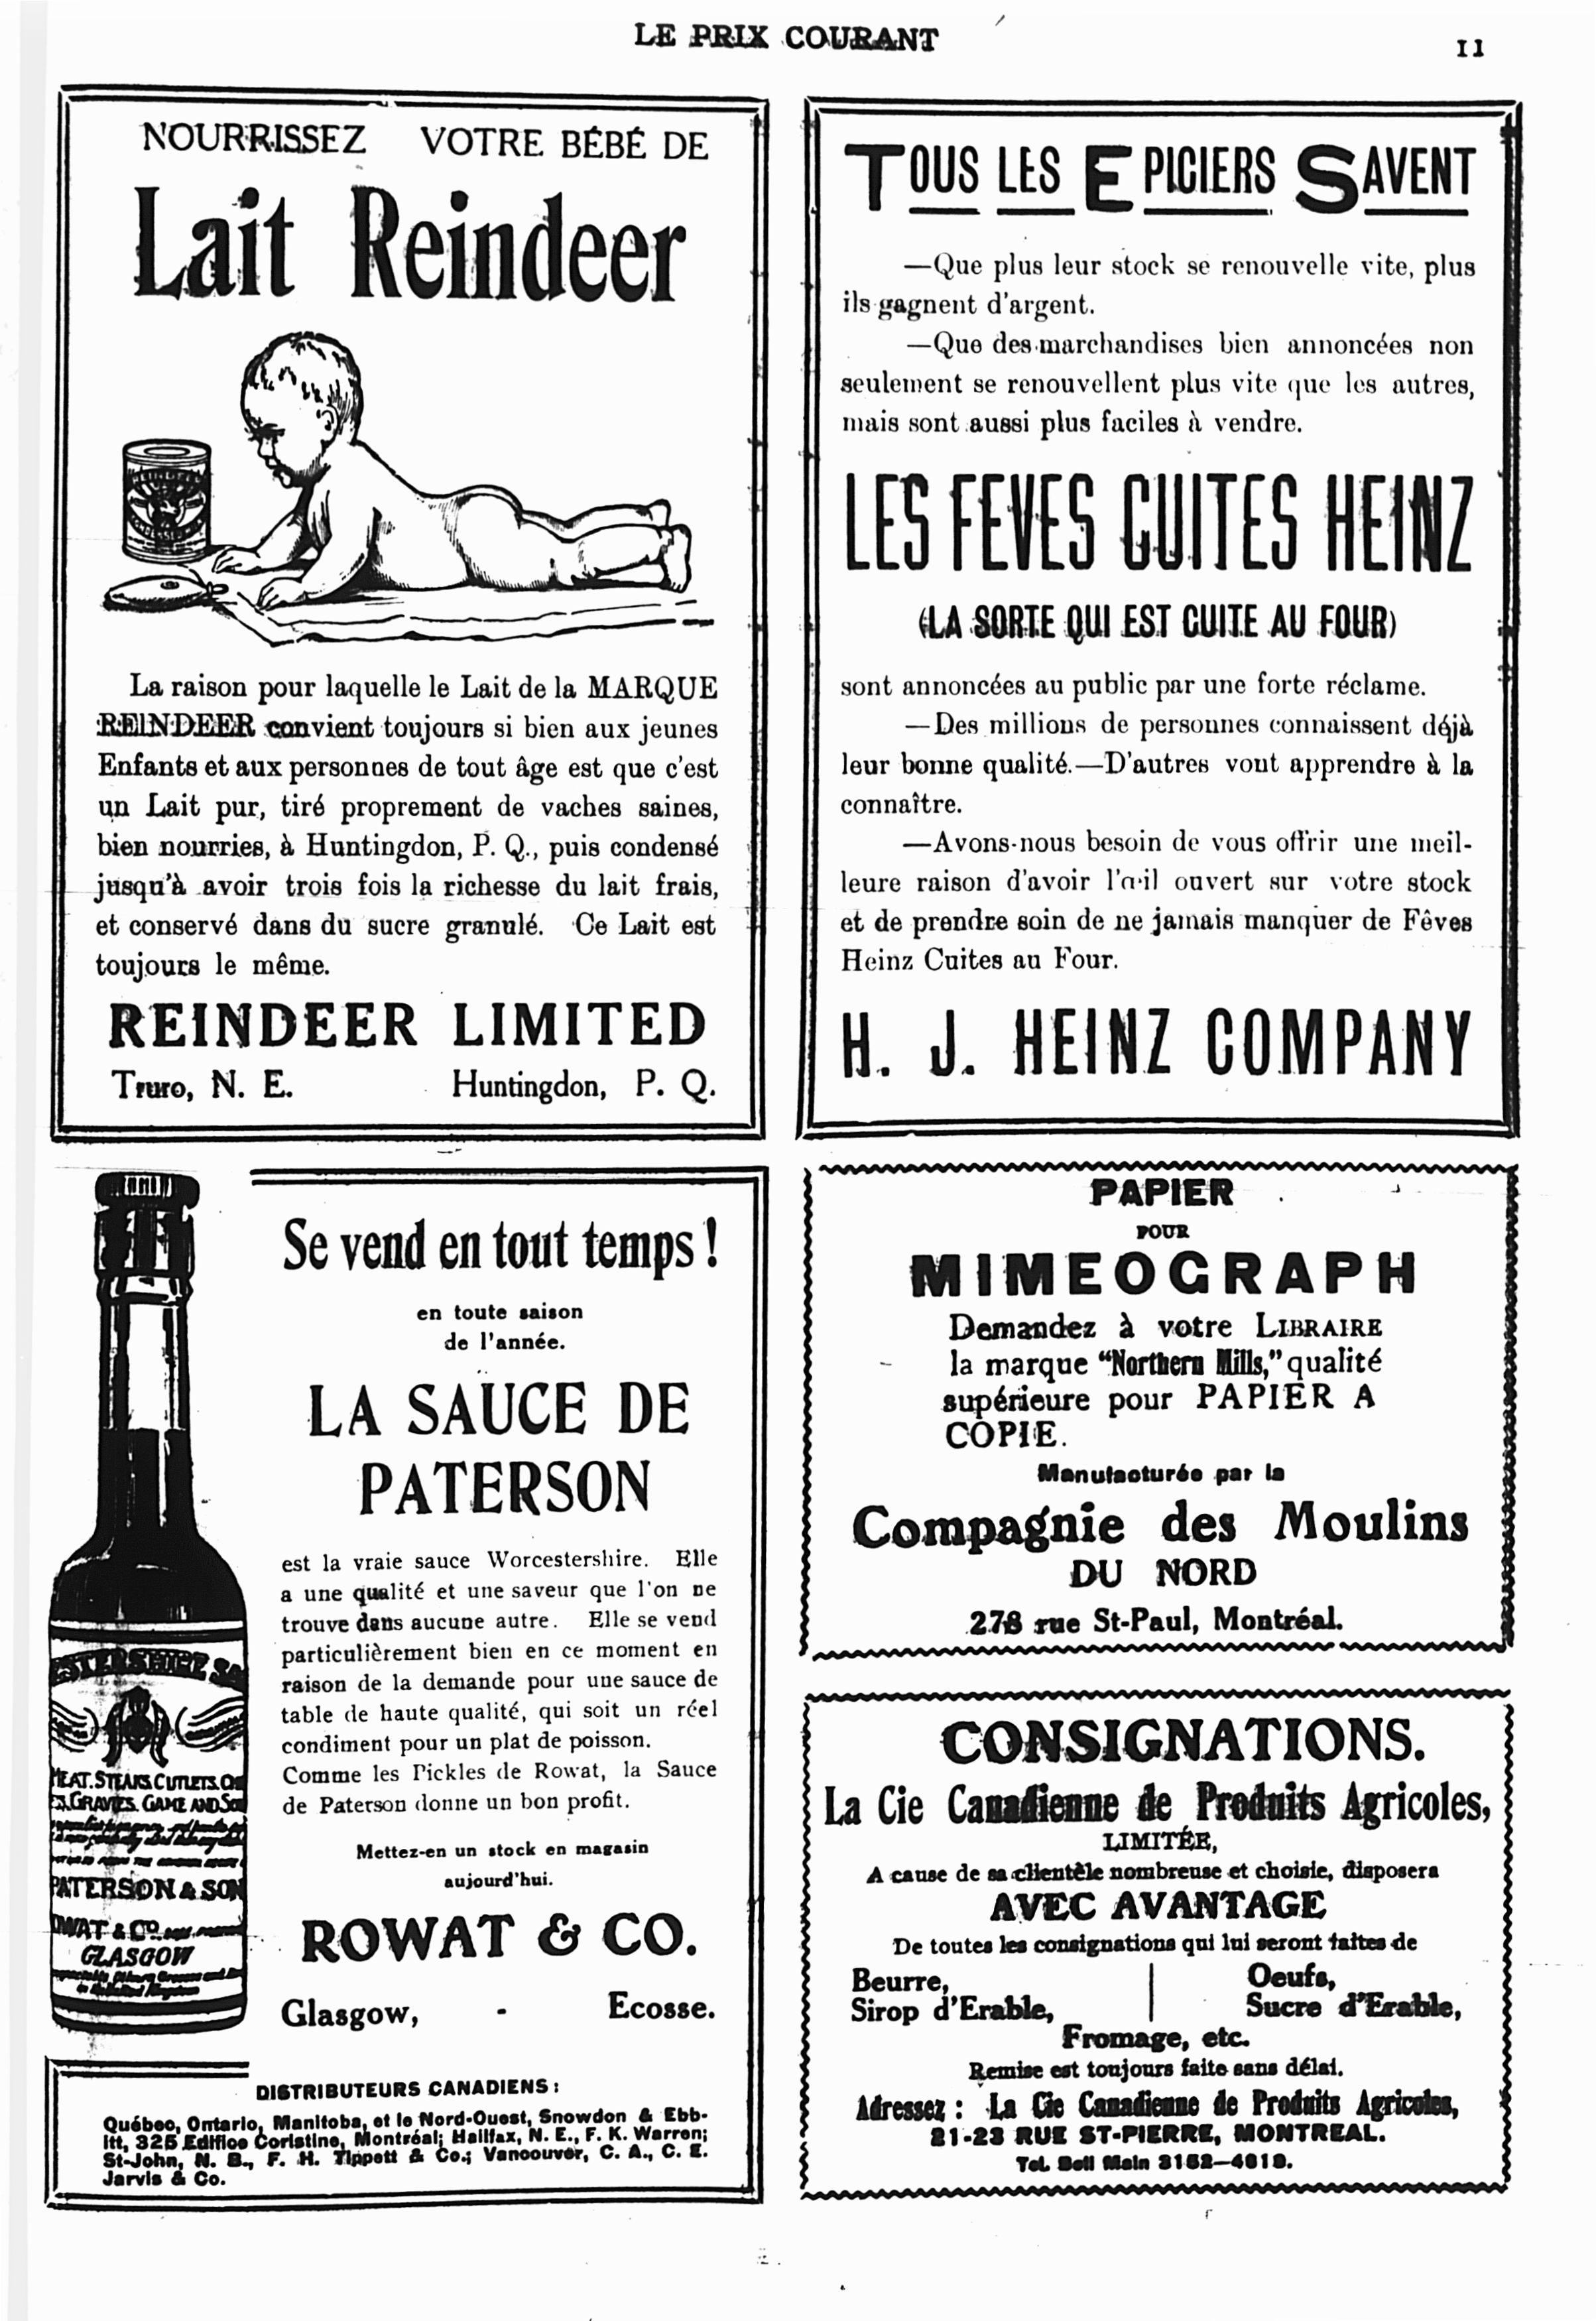 LE PRIX COURANT
11
NOURRISSEZ VOTRE BÉBÉ DE
Lait Reindeer
La raison pour laquelle le Lait de la MARQUE
REINDEER convient toujours si bien aux jeunes
Enfants et aux personnes de tout âge est que c'est
un Lait pur, tiré proprement de vaches saines,
bien nourries, à Huntingdon, P. Q., puis condensé
jusqu'à avoir trois fois la richesse du lait frais,
et conservé dans du sucre granulé. Ce Lait est
toujours le même.
REINDEER LIMITED
Truro, N. E. Huntingdon, P. Q.
TOUS LES EPICIERS SAVENT
—Que plus leur stock se renouvelle vite, plus
ils gagnent d'argent.
—Que des marchandises bien annoncées non
seulement se renouvellent plus vite que les autres,
mais sont aussi plus faciles à vendre.
LES FEVES CUITES HEINZ
(LA SORTE QUI EST CUITE AU FOUR)
sont annoncées au public par une forte réclame.
—Des millions de personnes connaissent déjà
leur bonne qualité.—D'autres vont apprendre à la
connaître.
—Avons-nous besoin de vous offrir une meil-
leure raison d'avoir l'œil ouvert sur votre stock
et de prendre soin de ne jamais manquer de Fêves
Heinz Cuites au Four.
H. J. HEINZ COMPANY
ESTERSHIRE SA
MEAT. STEAKS. CUTLETS.
GRAVIES. GAME AND
PATERSON & SON
OWAT & CO.
GLASGOW
Se vend en tout temps !
en toute saison
de l'année.
LA SAUCE DE
PATERSON
est la vraie sauce Worcestershire. Elle
a une qualité et une saveur que l'on ne
trouve dans aucune autre. Elle se vend
particulièrement bien en ce moment en
raison de la demande pour une sauce de
table de haute qualité, qui soit un réel
condiment pour un plat de poisson.
Comme les Pickles de Rowat, la Sauce
de Paterson donne un bon profit.
Mettez-en un stock en magasin
aujourd'hui.
ROWAT & CO.
Glasgow, - Ecosse.
DISTRIBUTEURS CANADIENS :
Québec, Ontario, Manitoba, et le Nord-Ouest, Snowdon & Ebb-
itt, 325 Edifice Coristine, Montréal; Halifax, N. E., F. K. Warren;
St-John, N. B., F. H. Tippett & Co.; Vancouver, C. A., C. E.
Jarvis & Co.
PAPIER
POUR
MIMEOGRAPH
Demandez à votre LIBRAIRE
la marque "Northern Mills," qualité
supérieure pour PAPIER A
COPIE.
Manufacturée par la
Compagnie des Moulins
DU NORD
278 rue St-Paul, Montréal.
CONSIGNATIONS.
La Cie Canadienne de Produits Agricoles,
LIMITÉE,
A cause de sa clientèle nombreuse et choisie, disposera
AVEC AVANTAGE
De toutes les consignations qui lui seront faites de
Beurre, Oeufs,
Sirop d'Erable, Sucre d'Erable,
Fromage, etc.
Remise est toujours faite sans délai.
Adressez : La Cie Canadienne de Produits Agricoles,
21-23 RUE ST-PIERRE, MONTREAL.
Tel. Bell Main 3152—4619.